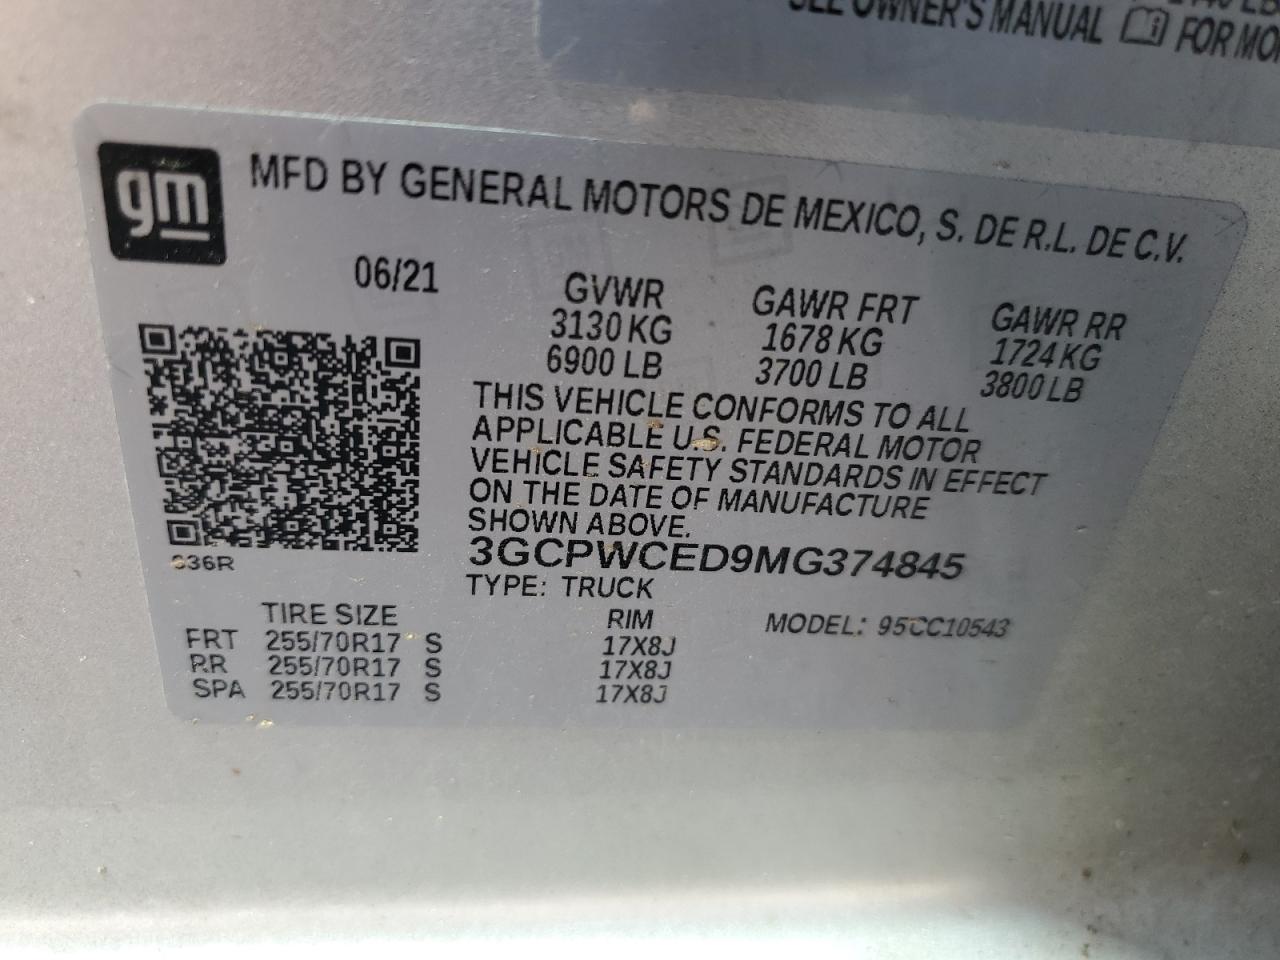 SEE OWNER'S MANUAL FOR
gm
MFD BY GENERAL MOTORS DE MEXICO, S. DE R.L. DE C.V.
06/21
GVWR
3130 KG
6900 LB
GAWR FRT
1678 KG
3700 LB
GAWR RR
1724 KG
3800 LB
THIS VEHICLE CONFORMS TO ALL
APPLICABLE U.S. FEDERAL MOTOR
VEHICLE SAFETY STANDARDS IN EFFECT
ON THE DATE OF MANUFACTURE
SHOWN ABOVE.
3GCPWCED9MG374845
TYPE: TRUCK
TIRE SIZE RIM MODEL: 95CC10543
FRT 255/70R17 S 17X8J
RR 255/70R17 S 17X8J
SPA 255/70R17 S 17X8J